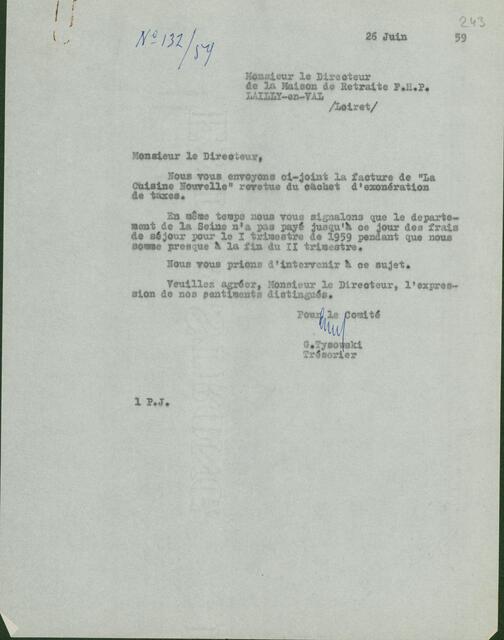 243
Nº 132/59
26 Juin 59
Monsieur le Directeur
de la Maison de Retraite F.H.P.
LAILLY-en-VAL
/Loiret/
Monsieur le Directeur,
Nous vous envoyons ci-joint la facture de "La
Cuisine Nouvelle" revetue du cachet d'exonération
de taxes.
En même temps nous vous signalons que le departe-
ment de la Seine n'a pas payé jusqu'à ce jour des frais
de séjour pour le I trimestre de 1959 pendant que nous
somme presque à la fin du II trimestre.
Nous vous prions d'intervenir à ce sujet.
Veuillez agréer, Monsieur le Directeur, l'expres-
sion de nos sentiments distingués.
Pour le Comité
G.Tysowski
Trésorier
1 P.J.